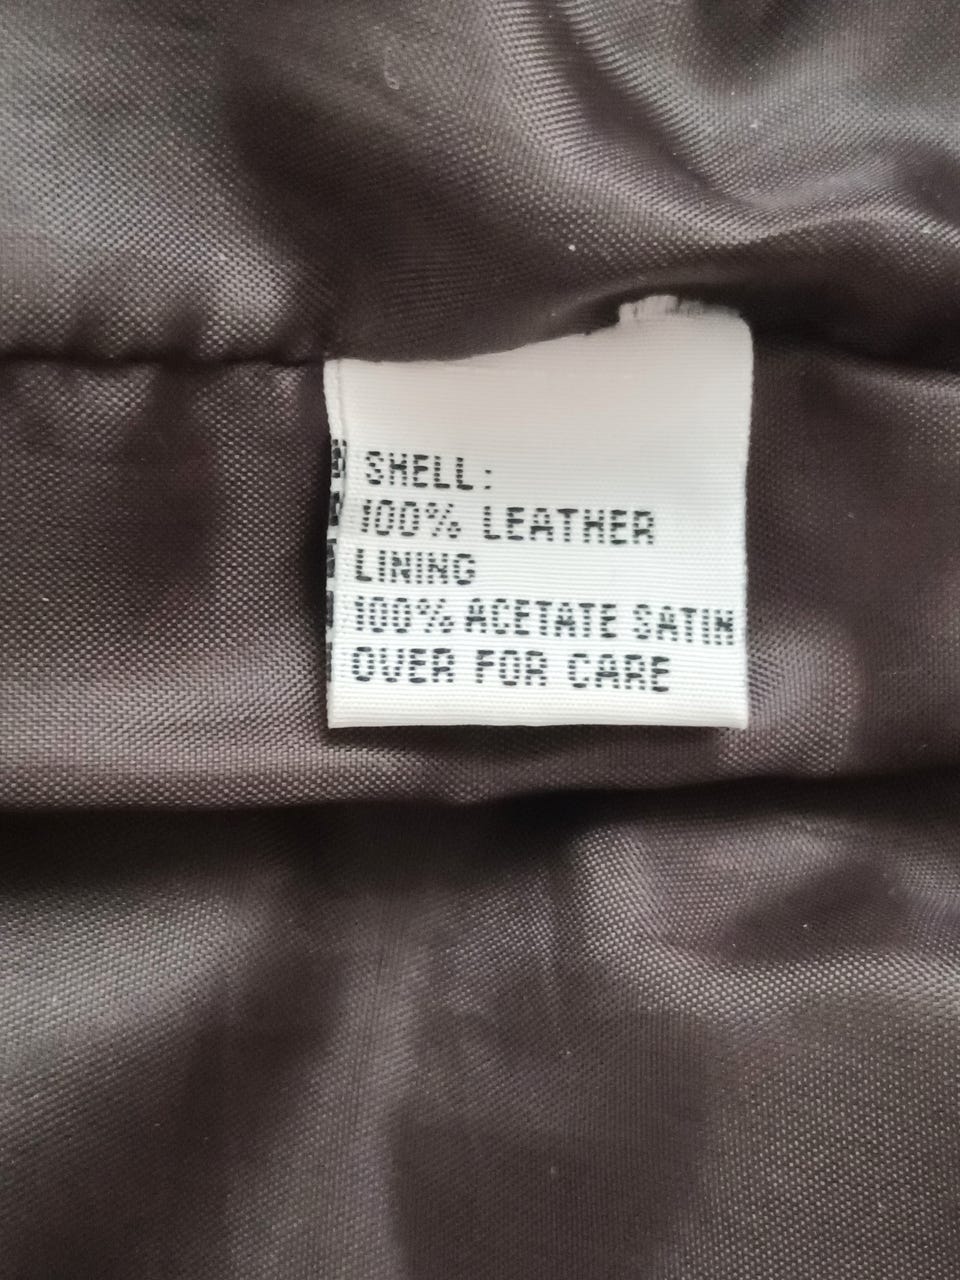 SHELL:
100% LEATHER
LINING
100% ACETATE SATIN
OVER FOR CARE